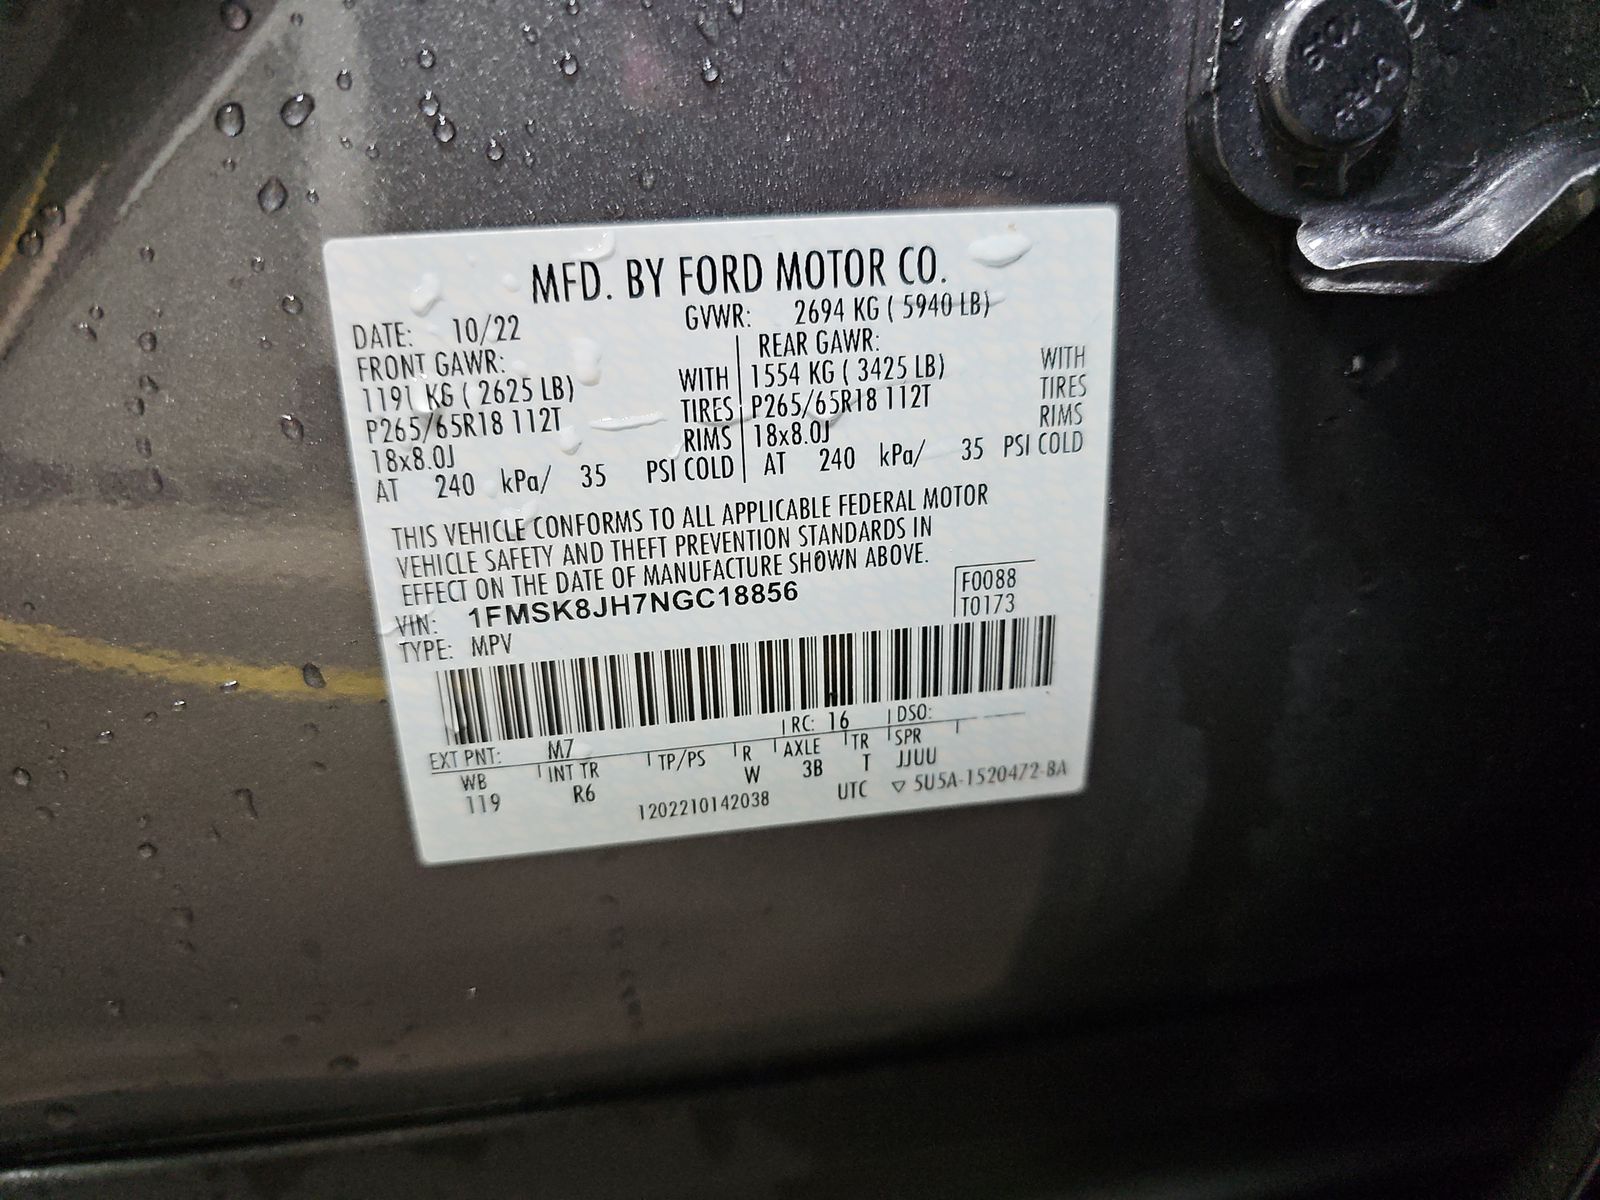 MFD. BY FORD MOTOR CO.
DATE: 10/22 GVWR: 2694 KG ( 5940 LB)
FRONT GAWR: REAR GAWR:
1191 KG ( 2625 LB) WITH 1554 KG ( 3425 LB) WITH
P265/65R18 112T TIRES P265/65R18 112T TIRES
18x8.0J RIMS 18x8.0J RIMS
AT 240 kPa/ 35 PSI COLD AT 240 kPa/ 35 PSI COLD
THIS VEHICLE CONFORMS TO ALL APPLICABLE FEDERAL MOTOR
VEHICLE SAFETY AND THEFT PREVENTION STANDARDS IN
EFFECT ON THE DATE OF MANUFACTURE SHOWN ABOVE.
VIN: 1FMSK8JH7NGC18856 F0088
TYPE: MPV T0173
RC: 16 DSO:
EXT PNT: M7
WB INT TR TP/PS R AXLE TR SPR
119 R6 W 3B T JJUU
1202210142038 UTC ▽ 5U5A-1520472-BA